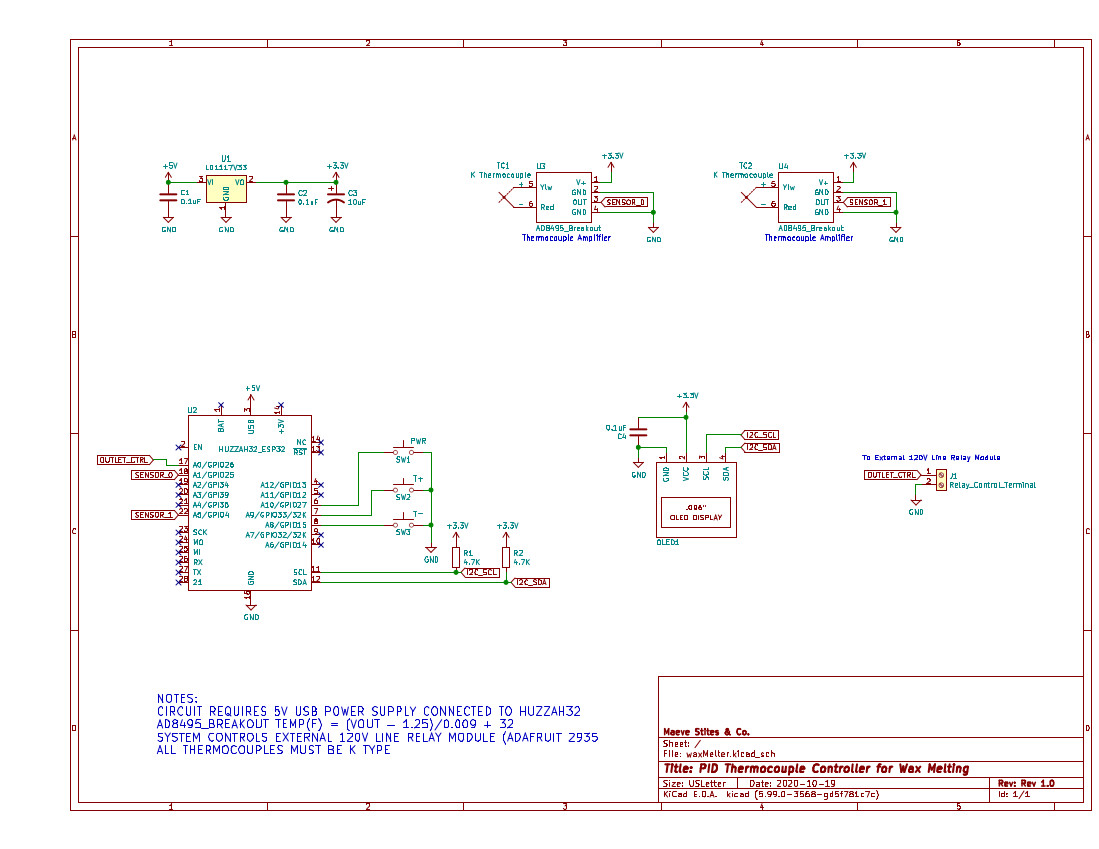 1 2 3 4 5
A
B
C
D
+5V
U1
LD1117V33
+3.3V
3 VI VO 2
GND
1
C1
0.1uF
C2
0.1uF
C3
10uF
GND GND GND GND
TC1
K Thermocouple
U3
+3.3V
+ 5 Ylw
- 6 Red
V+ 1
GND 2
OUT 3 SENSOR_0
GND 4
AD8495_Breakout
Thermocouple Amplifier
GND
TC2
K Thermocouple
U4
+3.3V
+ 5 Ylw
- 6 Red
V+ 1
GND 2
OUT 3 SENSOR_1
GND 4
AD8495_Breakout
Thermocouple Amplifier
GND
+5V
U2
1 BAT
3 USB
+3V
HUZZAH32_ESP32
2 EN
OUTLET_CTRL 17 A0/GPIO26
SENSOR_0 18 A1/GPIO25
19 A2/GPI34
20 A3/GPI39
21 A4/GPI36
SENSOR_1 22 A5/GPIO4
23 SCK
24 MO
25 MI
26 RX
27 TX
28 21
NC 14
RST 13
A12/GPIO13 4
A11/GPIO12 5
A10/GPIO27 6
A9/GPIO33/32K 7
A8/GPIO15 8
A7/GPIO32/32K 9
A6/GPIO14 10
SCL 11
SDA 12
GND
16
GND
PWR
SW1
T+
SW2
T-
SW3
GND
+3.3V
R1
4.7K
I2C_SCL
+3.3V
R2
4.7K
I2C_SDA
+3.3V
0.1uF
C4
GND
I2C_SCL
I2C_SDA
1 2 3 4
GND VCC SCL SDA
.096"
OLED DISPLAY
OLED1
To External 120V Line Relay Module
OUTLET_CTRL 1
2
J1
Relay_Control_Terminal
GND
NOTES:
CIRCUIT REQUIRES 5V USB POWER SUPPLY CONNECTED TO HUZZAH32
AD8495_BREAKOUT TEMP(F) = (VOUT - 1.25)/0.009 + 32
SYSTEM CONTROLS EXTERNAL 120V LINE RELAY MODULE (ADAFRUIT 2935
ALL THERMOCOUPLES MUST BE K TYPE
Maeve Stites & Co.
Sheet: /
File: waxMelter.kicad_sch
Title: PID Thermocouple Controller for Wax Melting
Size: USLetter Date: 2020-10-19 Rev: Rev 1.0
KiCad E.D.A. kicad (5.99.0-3568-gd5f781c7c) Id: 1/1
A
B
C
D
1 2 3 4 5